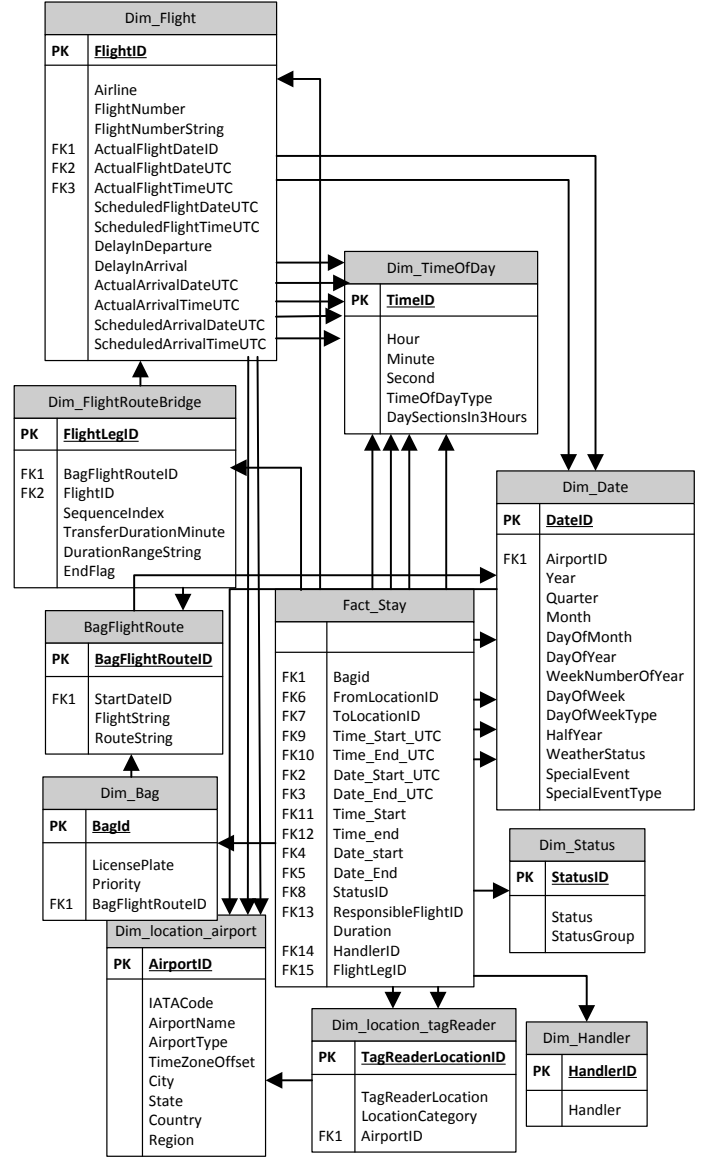 Dim_Flight
PK FlightID
Airline
FlightNumber
FlightNumberString
FK1 ActualFlightDateID
FK2 ActualFlightDateUTC
FK3 ActualFlightTimeUTC
ScheduledFlightDateUTC
ScheduledFlightTimeUTC
DelayInDeparture
DelayInArrival
ActualArrivalDateUTC
ActualArrivalTimeUTC
ScheduledArrivalDateUTC
ScheduledArrivalTimeUTC
Dim_TimeOfDay
PK TimeID
Hour
Minute
Second
TimeOfDayType
DaySectionsIn3Hours
Dim_FlightRouteBridge
PK FlightLegID
FK1 BagFlightRouteID
FK2 FlightID
SequenceIndex
TransferDurationMinute
DurationRangeString
EndFlag
Dim_Date
PK DateID
FK1 AirportID
Year
Quarter
Month
DayOfMonth
DayOfYear
WeekNumberOfYear
DayOfWeek
DayOfWeekType
HalfYear
WeatherStatus
SpecialEvent
SpecialEventType
BagFlightRoute
PK BagFlightRouteID
FK1 StartDateID
FlightString
RouteString
Fact_Stay
FK1 Bagid
FK6 FromLocationID
FK7 ToLocationID
FK9 Time_Start_UTC
FK10 Time_End_UTC
FK2 Date_Start_UTC
FK3 Date_End_UTC
FK11 Time_Start
FK12 Time_end
FK4 Date_start
FK5 Date_End
FK8 StatusID
FK13 ResponsibleFlightID
Duration
FK14 HandlerID
FK15 FlightLegID
Dim_Bag
PK BagId
LicensePlate
Priority
FK1 BagFlightRouteID
Dim_Status
PK StatusID
Status
StatusGroup
Dim_location_airport
PK AirportID
IATACode
AirportName
AirportType
TimeZoneOffset
City
State
Country
Region
Dim_location_tagReader
PK TagReaderLocationID
TagReaderLocation
LocationCategory
FK1 AirportID
Dim_Handler
PK HandlerID
Handler